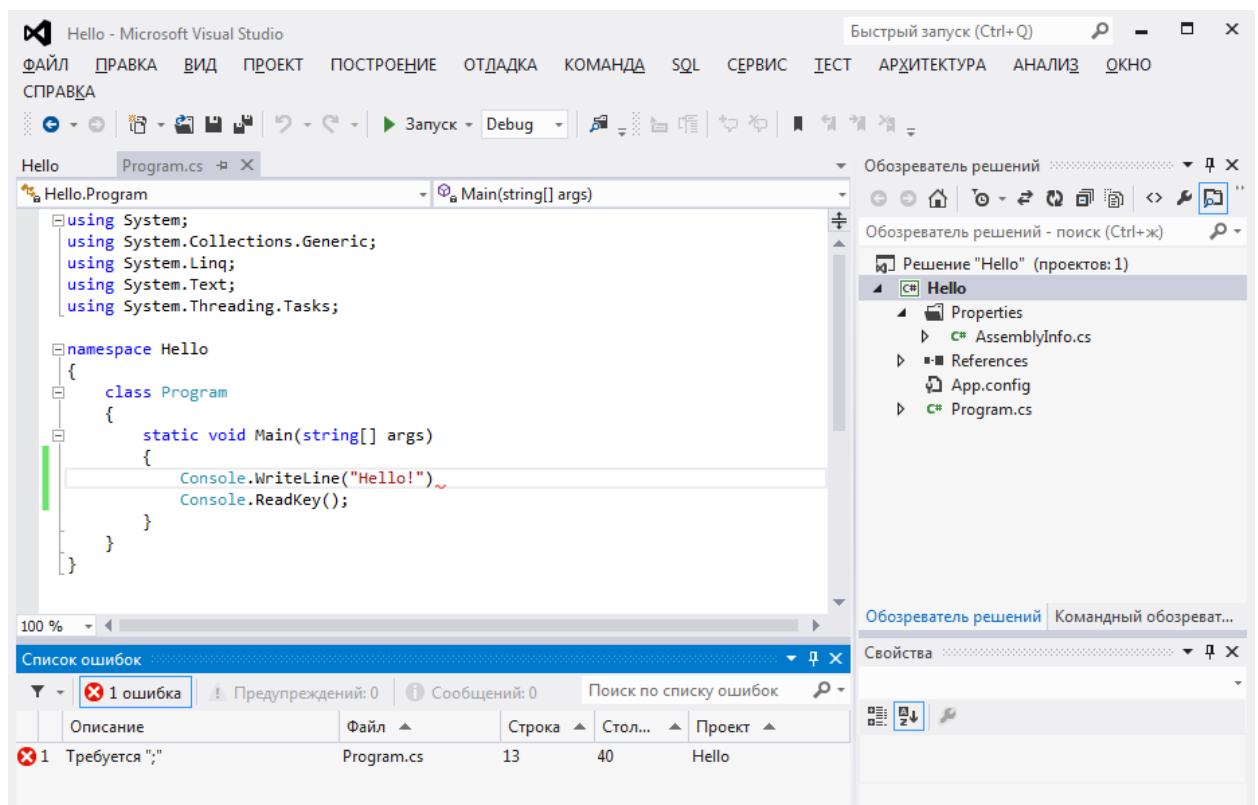 Hello - Microsoft Visual Studio
Быстрый запуск (Ctrl+Q)
ФАЙЛ ПРАВКА ВИД ПРОЕКТ ПОСТРОЕНИЕ ОТЛАДКА КОМАНДА SQL СЕРВИС ТЕСТ АРХИТЕКТУРА АНАЛИЗ ОКНО
СПРАВКА
Запуск Debug
Hello Program.cs
Hello.Program Main(string[] args)
using System;
using System.Collections.Generic;
using System.Linq;
using System.Text;
using System.Threading.Tasks;
namespace Hello
{
class Program
{
static void Main(string[] args)
{
Console.WriteLine("Hello!")
Console.ReadKey();
}
}
}
100 %
Обозреватель решений
Обозреватель решений - поиск (Ctrl+ж)
Решение "Hello" (проектов: 1)
C# Hello
Properties
C# AssemblyInfo.cs
References
App.config
C# Program.cs
Обозреватель решений Командный обозреват...
Список ошибок
1 ошибка Предупреждений: 0 Сообщений: 0 Поиск по списку ошибок
Описание Файл Строка Стол... Проект
1 Требуется ";" Program.cs 13 40 Hello
Свойства